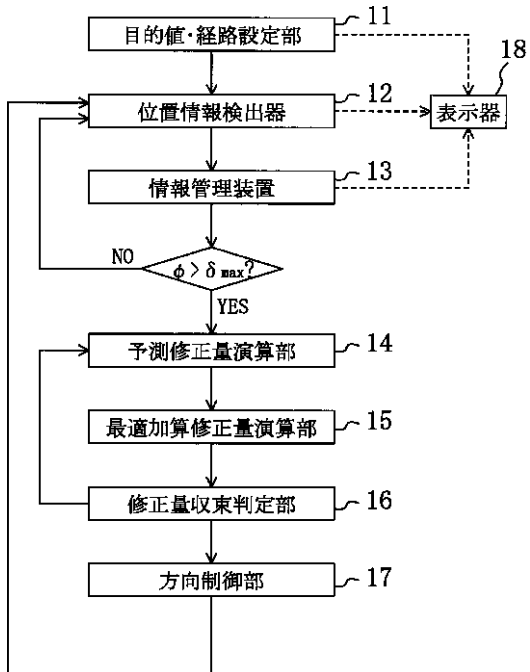 目的値・経路設定部
11
18
位置情報検出器
12
表示器
情報管理装置
13
NO
φ > δ max?
YES
予測修正量演算部
14
最適加算修正量演算部
15
修正量収束判定部
16
方向制御部
17